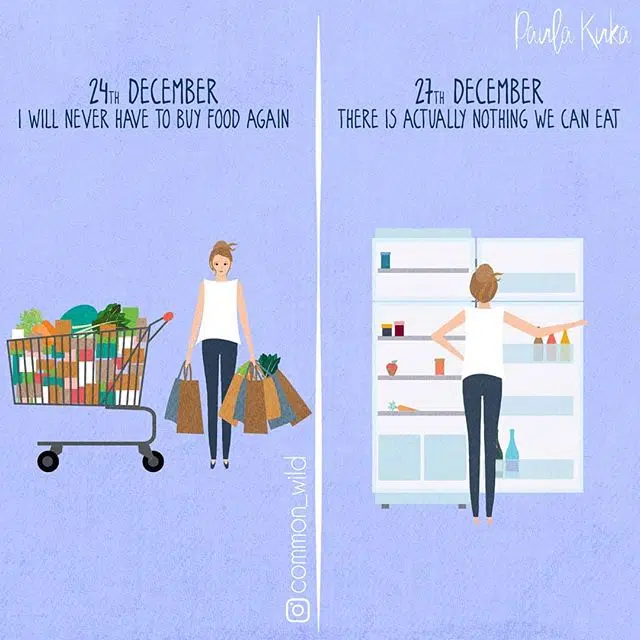 Paula Kuka
24TH DECEMBER
I WILL NEVER HAVE TO BUY FOOD AGAIN
27TH DECEMBER
THERE IS ACTUALLY NOTHING WE CAN EAT
common_wild